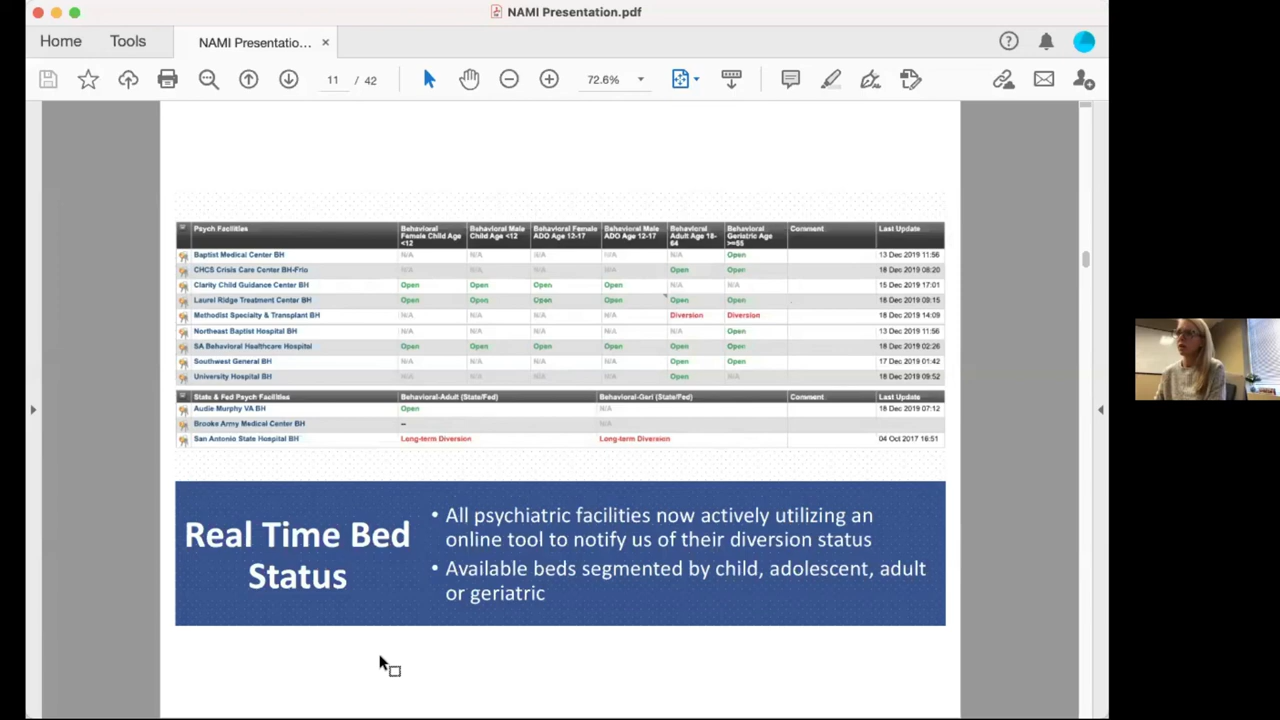 NAMI Presentation.pdf
Home Tools NAMI Presentatio... ×
11 / 42 72.6%
Psych Facilities Behavioral Female Child Age <12 Behavioral Male Child Age <12 Behavioral Female ADO Age 12-17 Behavioral Male ADO Age 12-17 Behavioral Adult Age 18-64 Behavioral Geriatric Age >=65 Comment Last Update
Baptist Medical Center BH N/A N/A N/A N/A N/A Open 13 Dec 2019 11:56
CHCS Crisis Care Center BH-Frio N/A N/A N/A N/A Open Open 18 Dec 2019 08:20
Clarity Child Guidance Center BH Open Open Open Open N/A N/A 15 Dec 2019 17:01
Laurel Ridge Treatment Center BH Open Open Open Open Open Open 18 Dec 2019 09:15
Methodist Specialty & Transplant BH N/A N/A N/A N/A Diversion Diversion 18 Dec 2019 14:09
Northeast Baptist Hospital BH N/A N/A N/A N/A N/A Open 13 Dec 2019 11:56
SA Behavioral Healthcare Hospital Open Open Open Open Open Open 18 Dec 2019 02:26
Southwest General BH N/A N/A N/A N/A Open Open 17 Dec 2019 01:42
University Hospital BH N/A N/A N/A N/A Open N/A 18 Dec 2019 09:52
State & Fed Psych Facilities Behavioral-Adult (State/Fed) Behavioral-Geri (State/Fed) Comment Last Update
Audie Murphy VA BH Open N/A 18 Dec 2019 07:12
Brooke Army Medical Center BH -- N/A
San Antonio State Hospital BH Long-term Diversion Long-term Diversion 04 Oct 2017 16:51
Real Time Bed
Status
• All psychiatric facilities now actively utilizing an
online tool to notify us of their diversion status
• Available beds segmented by child, adolescent, adult
or geriatric